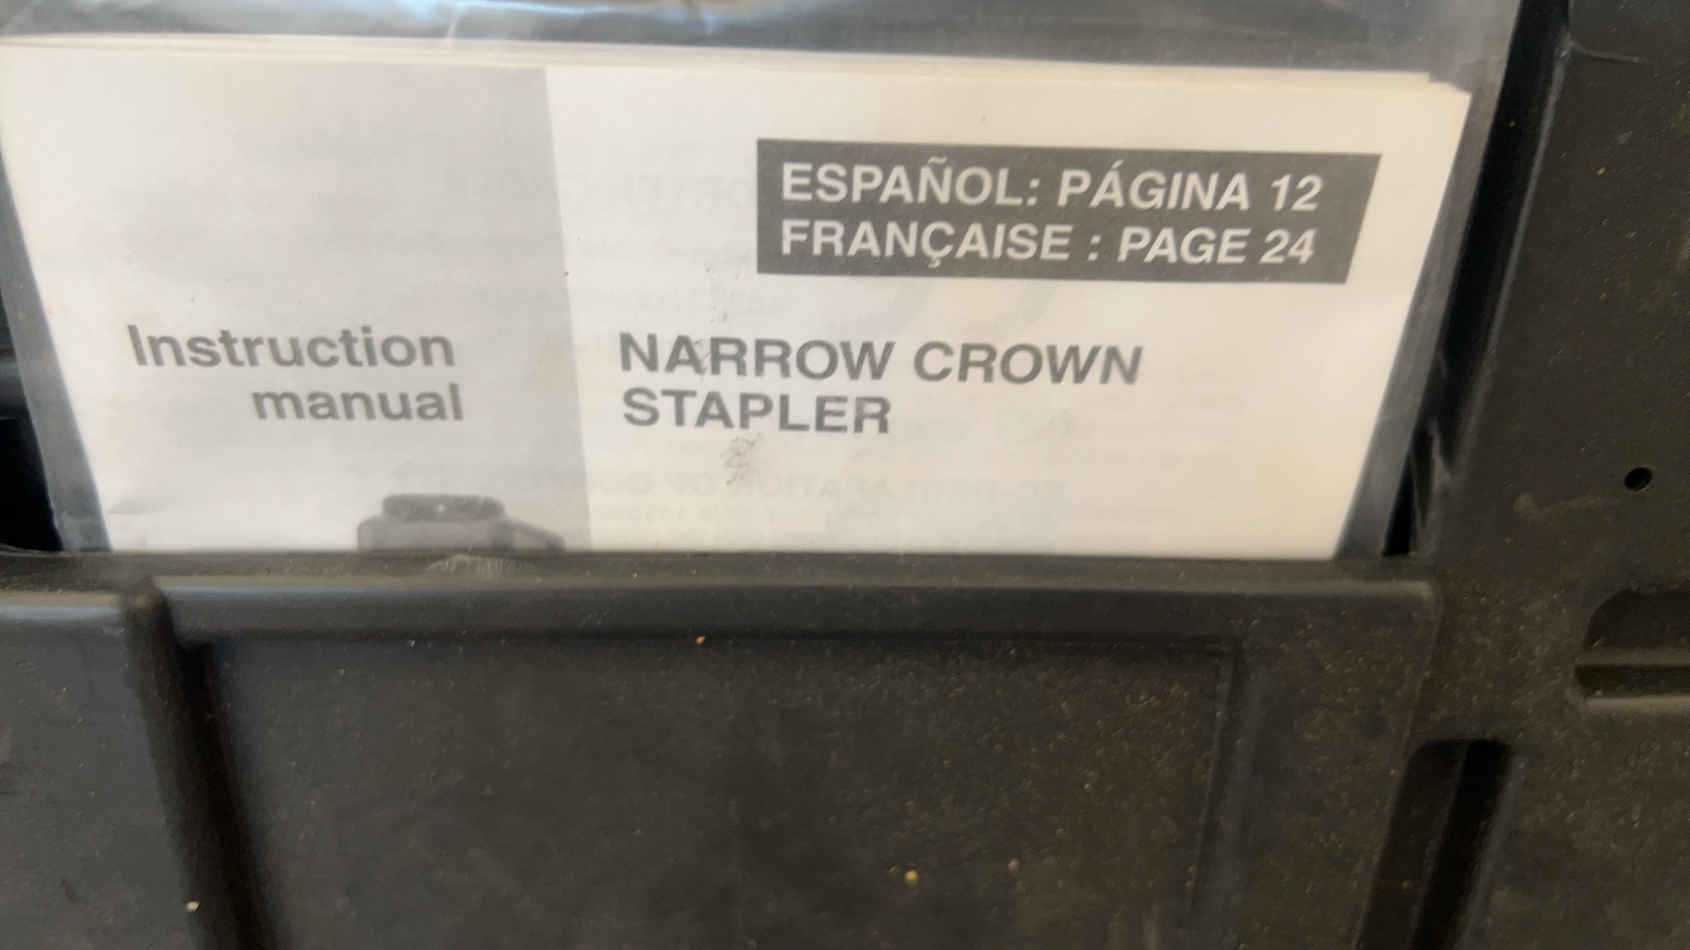 ESPAÑOL: PÁGINA 12
FRANÇAISE : PAGE 24
Instruction
manual
NARROW CROWN
STAPLER